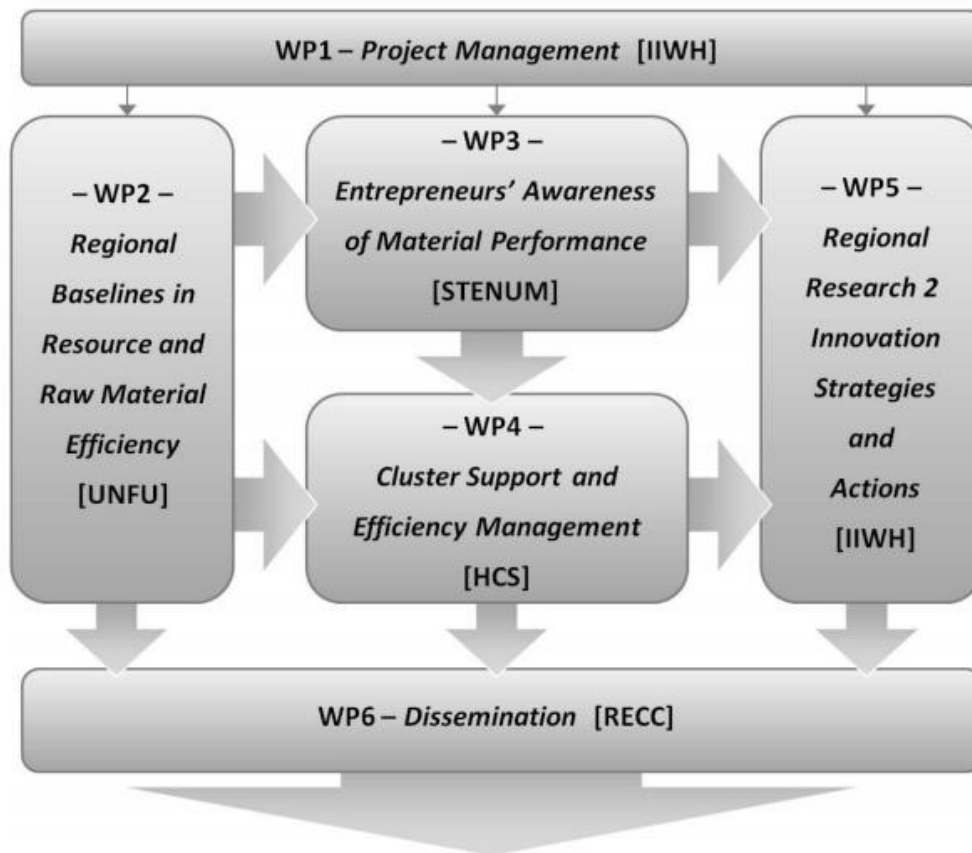 WP1 – Project Management [IIWH]
– WP2 –
Regional
Baselines in
Resource and
Raw Material
Efficiency
[UNFU]
– WP3 –
Entrepreneurs’ Awareness
of Material Performance
[STENUM]
– WP4 –
Cluster Support and
Efficiency Management
[HCS]
– WP5 –
Regional
Research 2
Innovation
Strategies
and
Actions
[IIWH]
WP6 – Dissemination [RECC]